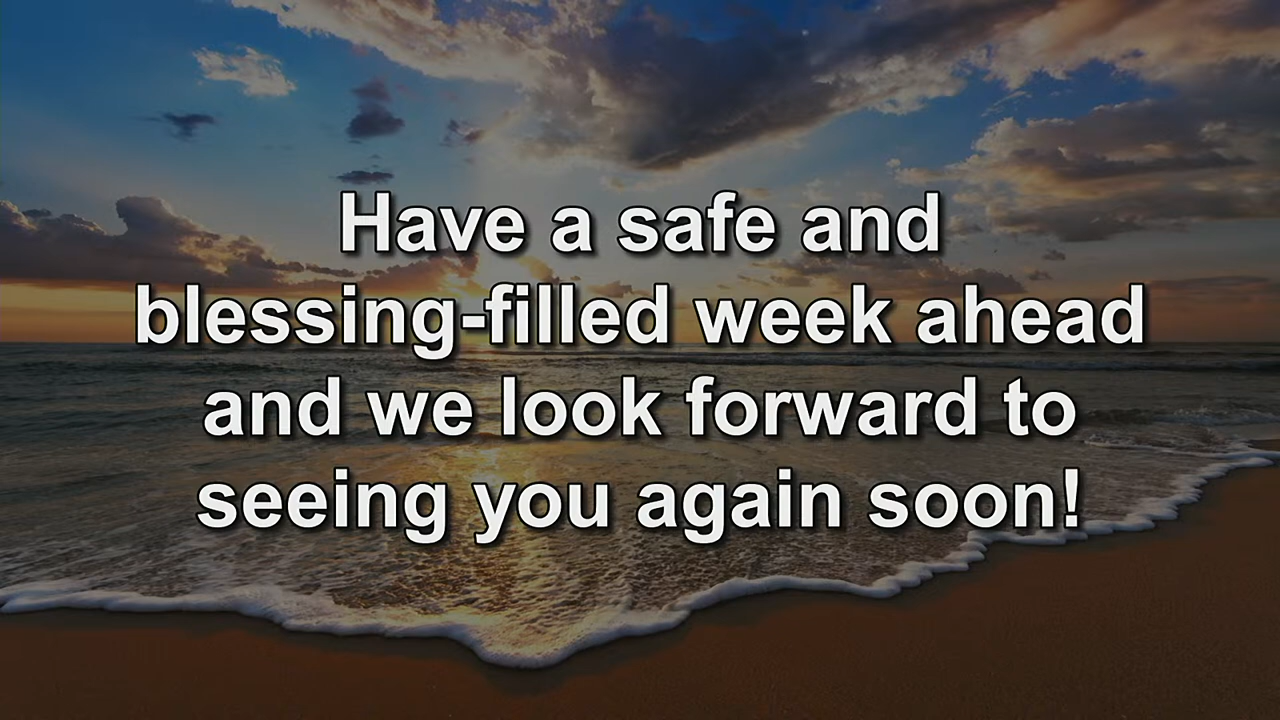 Have a safe and
blessing-filled week ahead
and we look forward to
seeing you again soon!